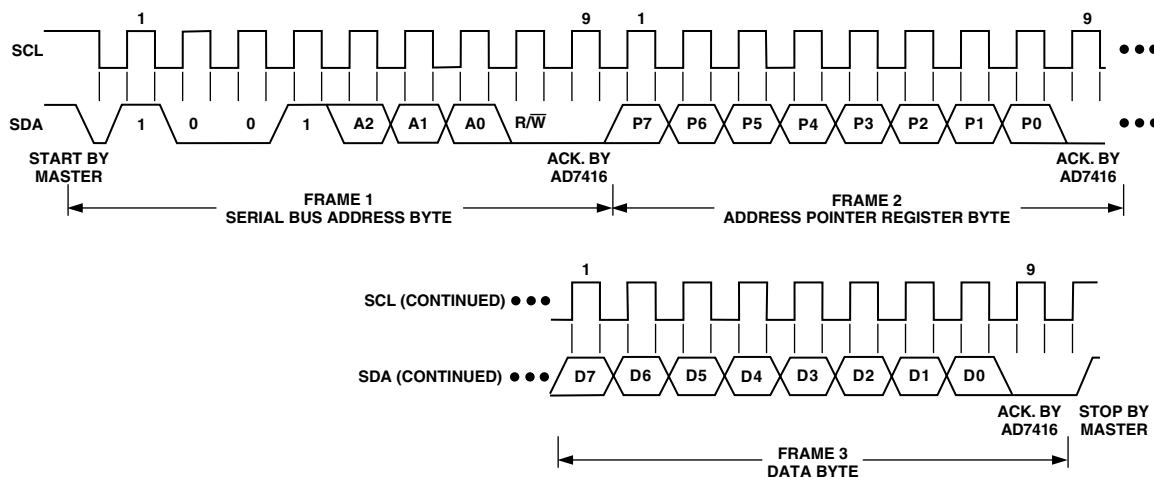 1 9 1 9
SCL
SDA 1 0 0 1 A2 A1 A0 R/W̅ P7 P6 P5 P4 P3 P2 P1 P0
START BY
MASTER
ACK. BY
AD7416
ACK. BY
AD7416
FRAME 1
SERIAL BUS ADDRESS BYTE
FRAME 2
ADDRESS POINTER REGISTER BYTE
1 9
SCL (CONTINUED)
SDA (CONTINUED) D7 D6 D5 D4 D3 D2 D1 D0
ACK. BY
AD7416
STOP BY
MASTER
FRAME 3
DATA BYTE